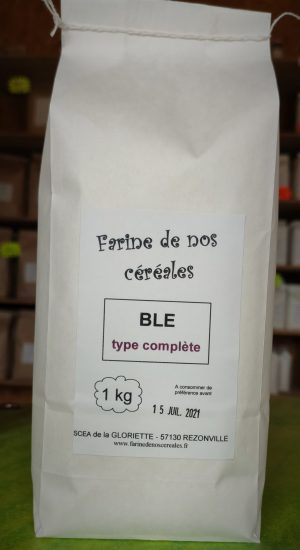 Farine de nos
céréales
BLE
type complète
1 kg
A consommer de
préférence avant
15 JUIL. 2021
SCEA de la GLORIETTE - 57130 REZONVILLE
www.farinedenoscereales.fr